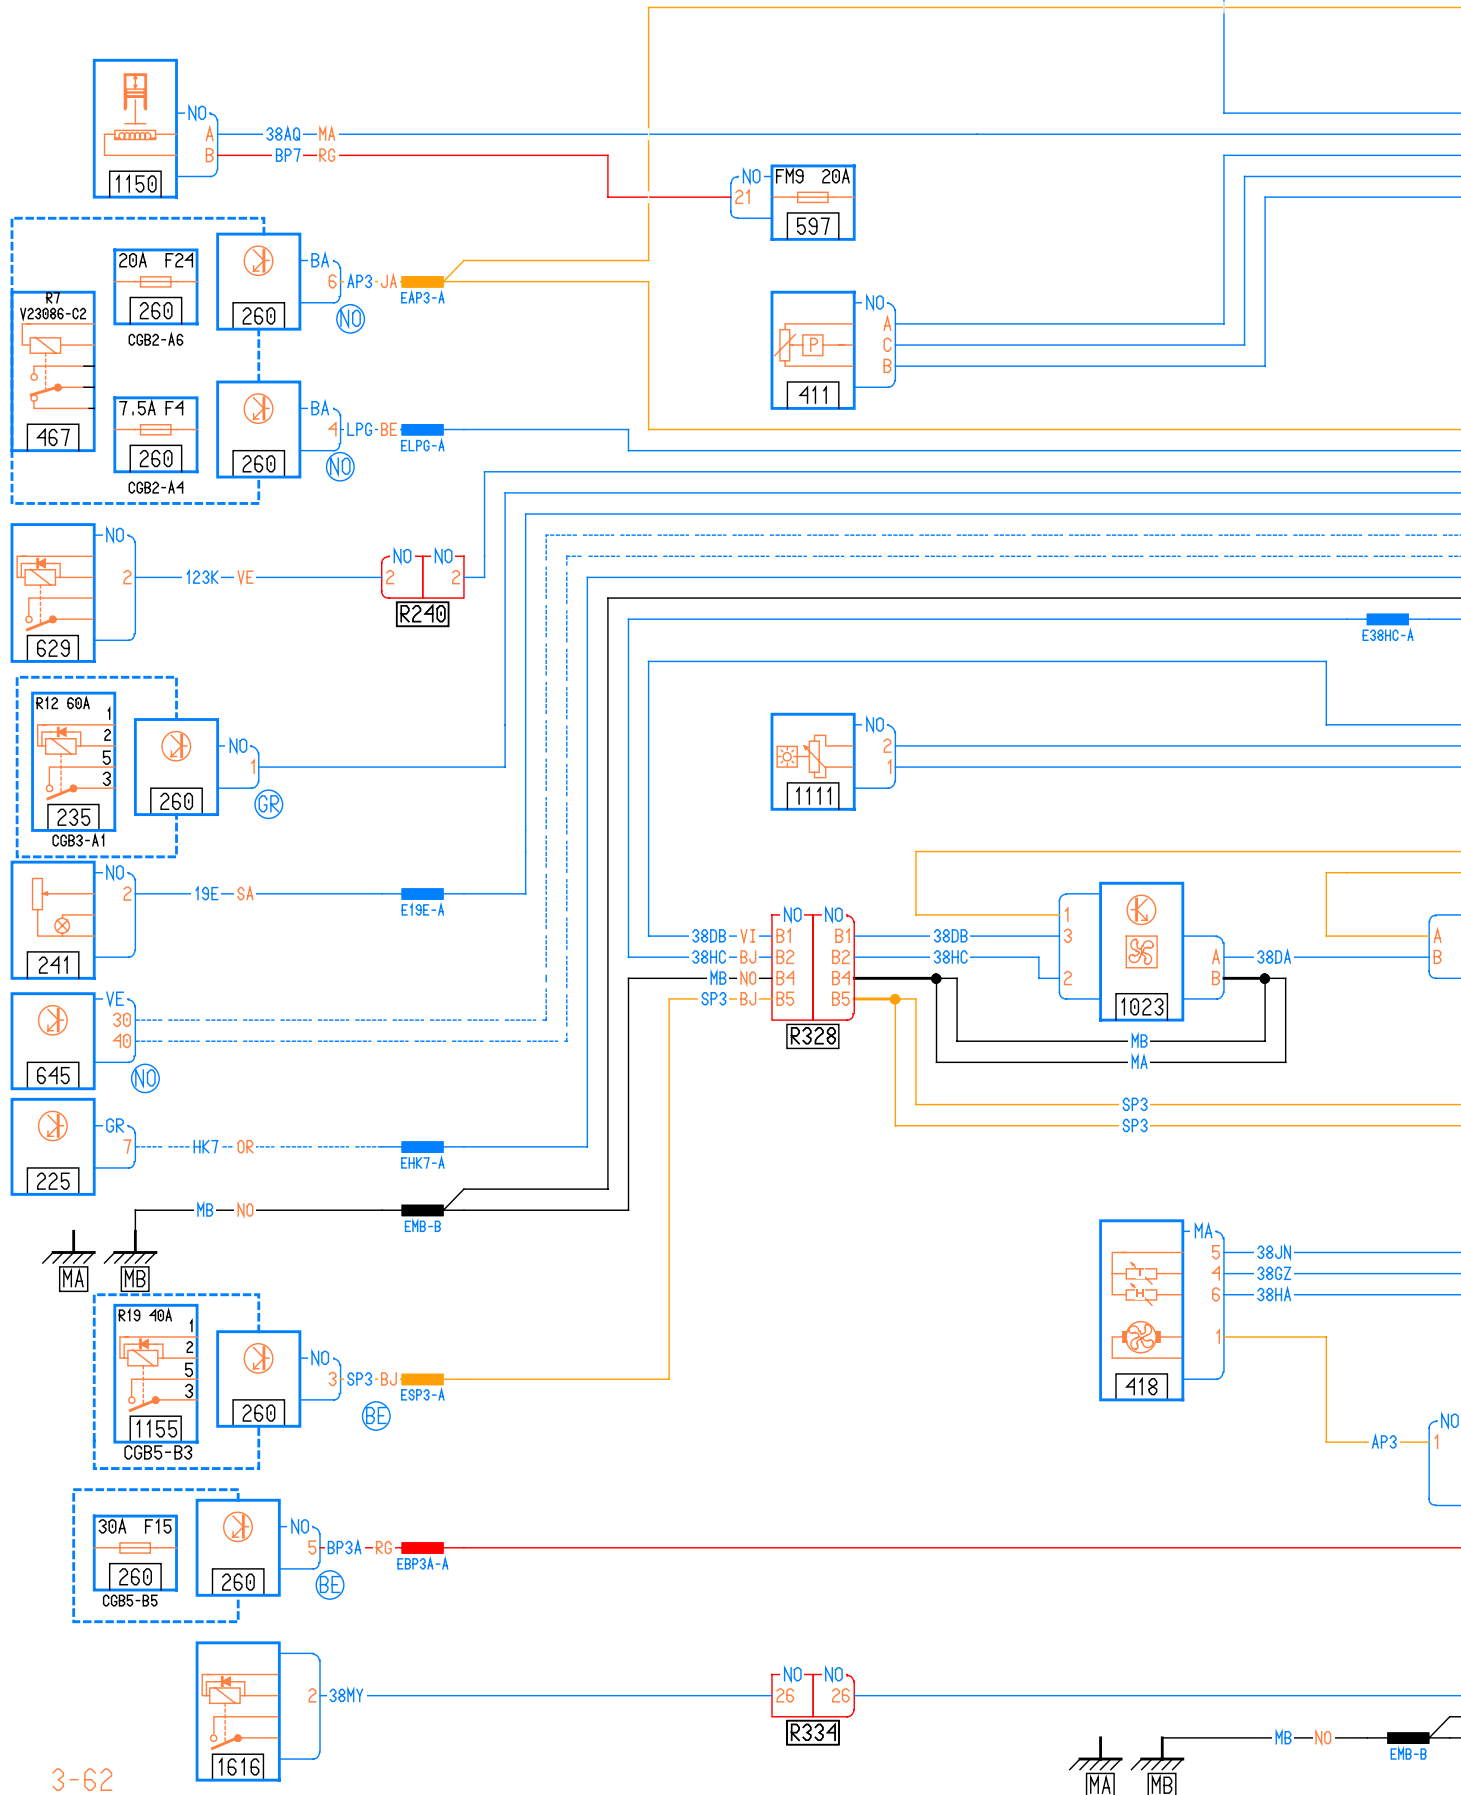 NO
A 38AQ MA
B BP7 RG
1150
NO FM9 20A
21
597
20A F24
260
CGB2-A6
BA
6 AP3 JA
EAP3-A
260
NO
R7
V23086-C2
467
7.5A F4
260
CGB2-A4
BA
4 LPG BE
ELPG-A
260
NO
NO
A
P C
B
411
NO
2 123K VE
629
NO NO
2 2
R240
E38HC-A
R12 60A
1
2
5
3
235
CGB3-A1
NO
1
260
GR
NO
2
1
1111
NO
2 19E SA
E19E-A
241
VE
30
40
645
NO
GR
7 HK7 OR
EHK7-A
225
NO NO
38DB VI B1 B1 38DB
38HC BJ B2 B2 38HC
MB NO B4 B4
SP3 BJ B5 B5
R328
1
3
2
1023
A 38DA
B
A
B
MB
MA
SP3
SP3
MB NO
EMB-B
MA MB
MA
5 38JN
4 38GZ
6 38HA
1
T
H
418
AP3
NO
1
R19 40A
1
2
5
3
1155
CGB5-B3
NO
3 SP3 BJ
ESP3-A
260
BE
30A F15
260
CGB5-B5
NO
5 BP3A RG
EBP3A-A
260
BE
2 38MY
1616
NO NO
26 26
R334
MB NO
EMB-B
MA MB
3-62